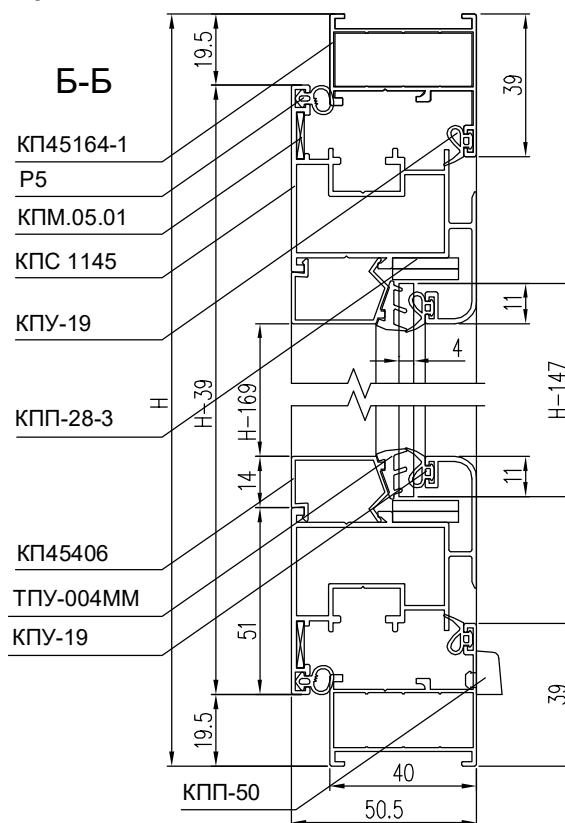 19.5
39
Б-Б
КП45164-1
Р5
КПМ.05.01
КПС 1145
КПУ-19
11
4
Н
Н-39
Н-169
Н-147
КПП-28-3
14
11
КП45406
ТПУ-004ММ
КПУ-19
51
39
19.5
КПП-50
40
50.5